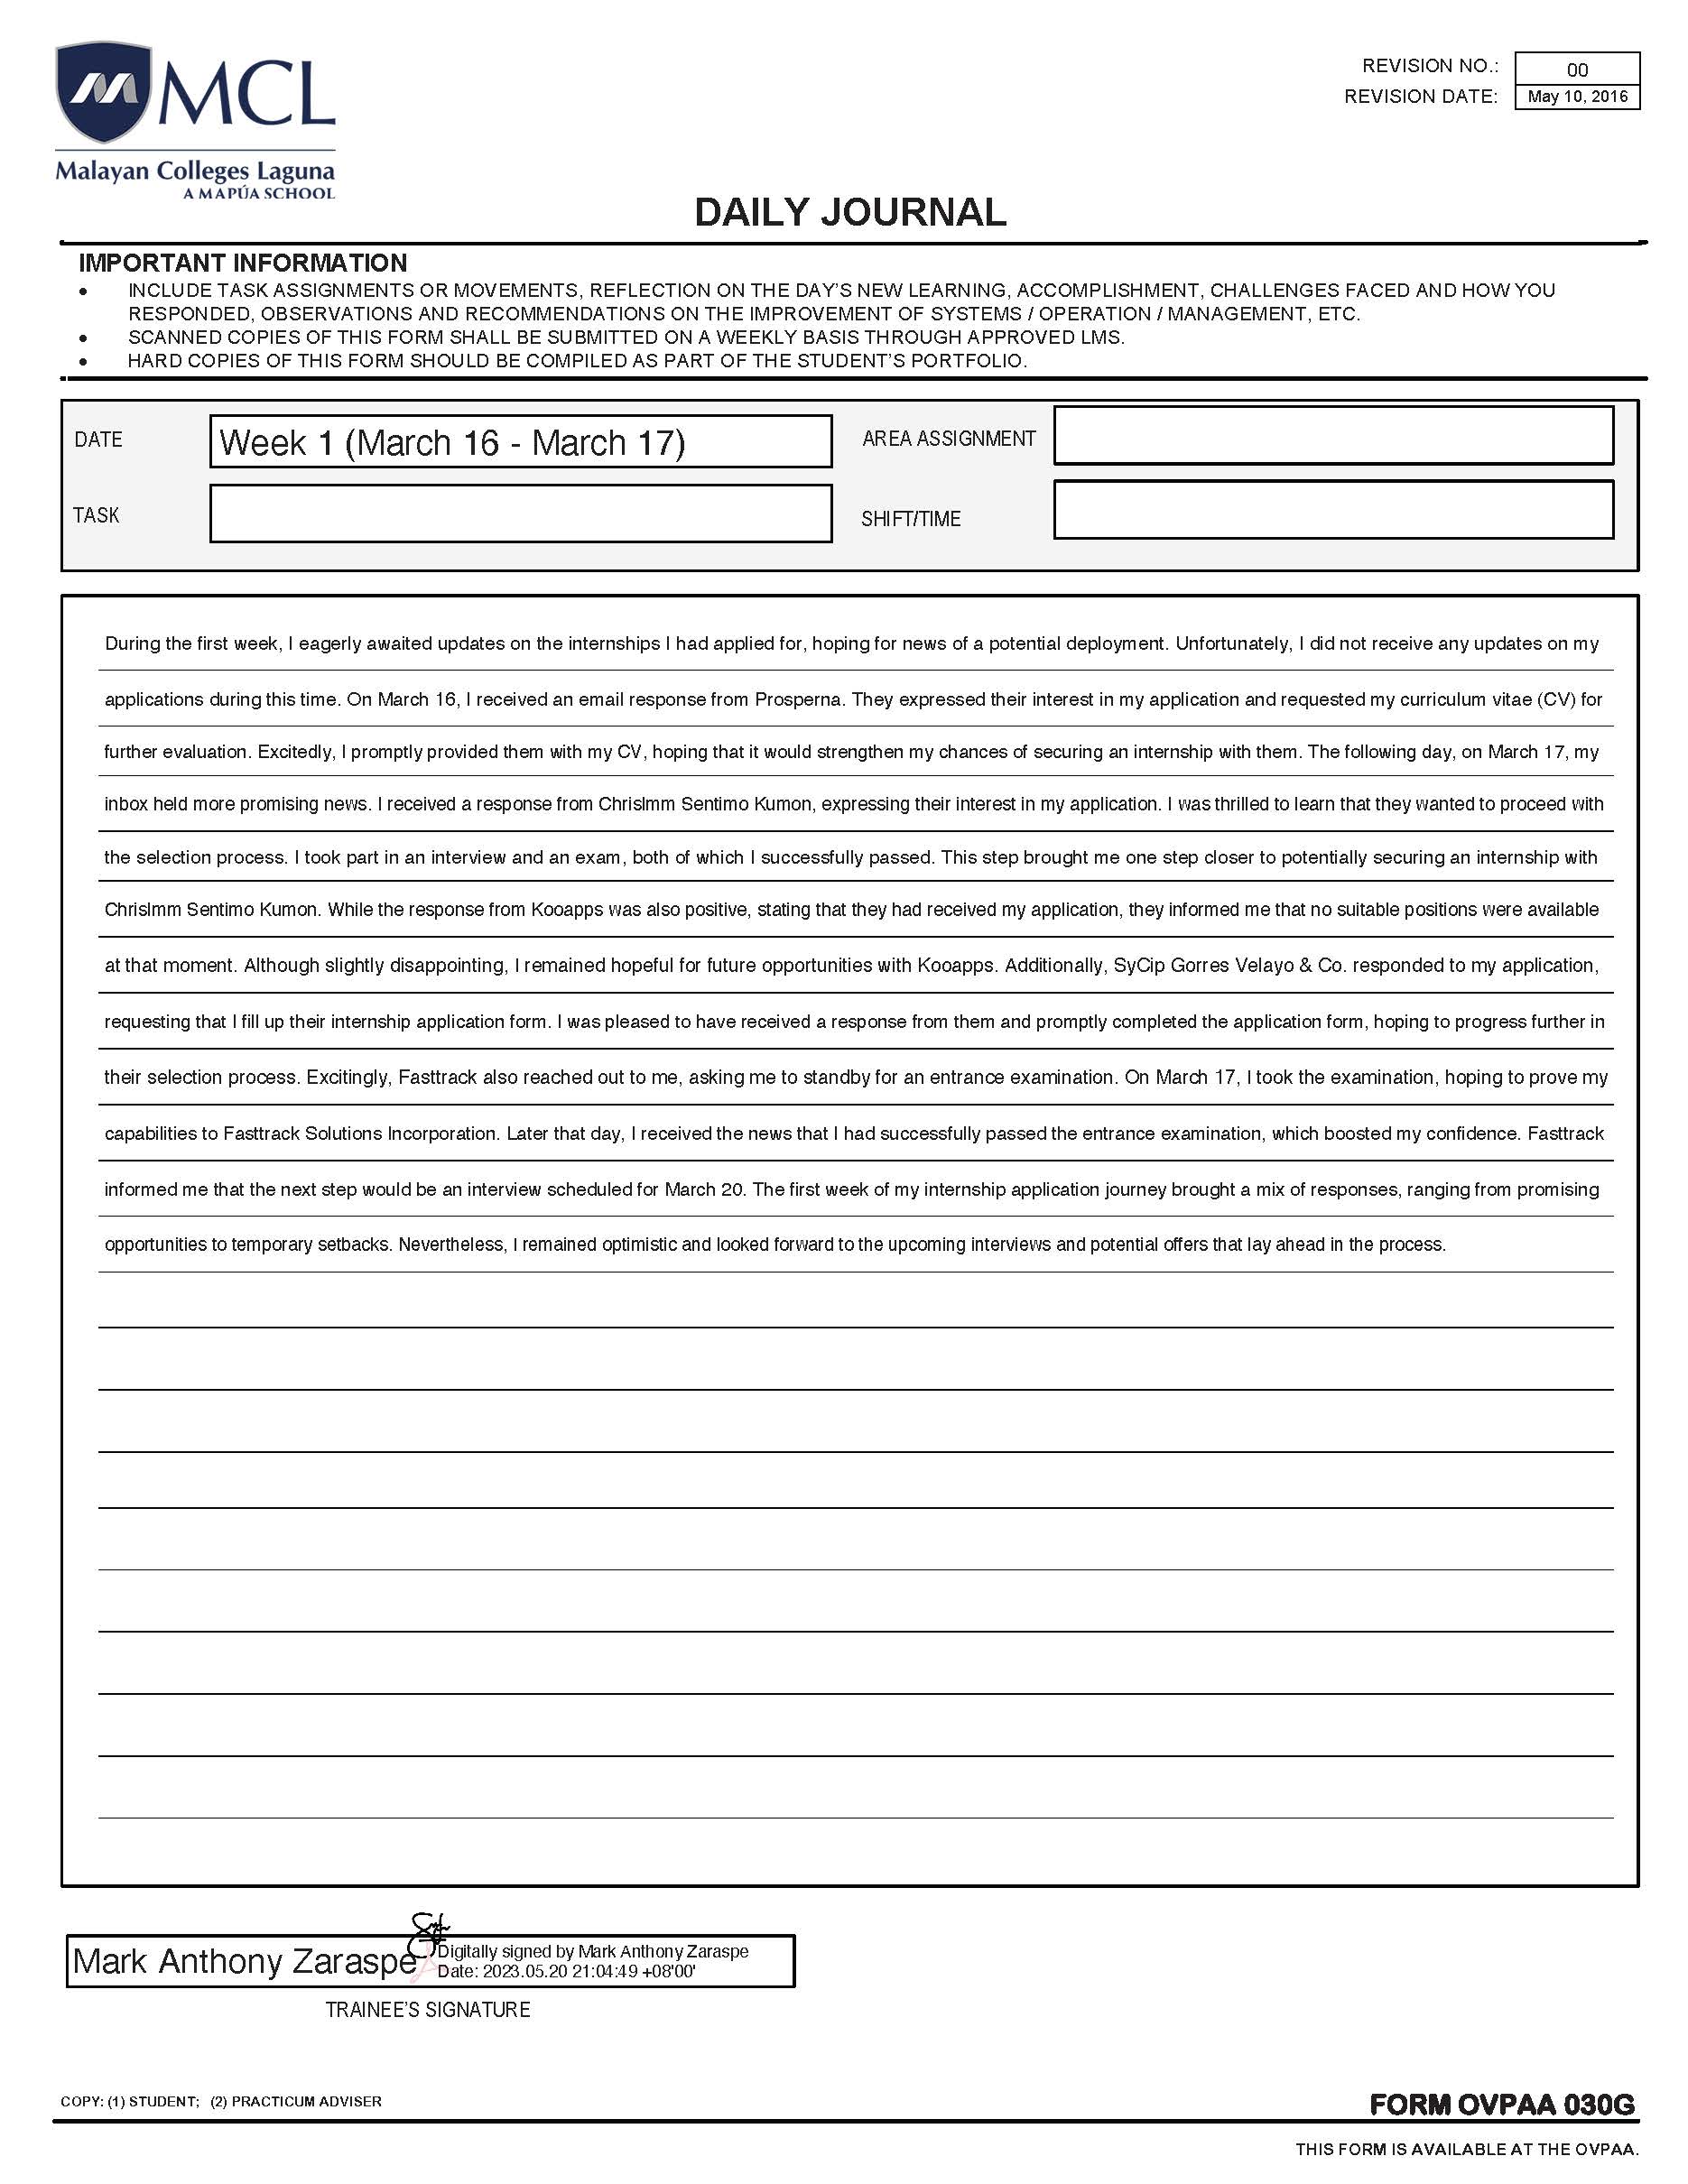 MCL
Malayan Colleges Laguna
A MAPÚA SCHOOL
REVISION NO.: 00
REVISION DATE: May 10, 2016
DAILY JOURNAL
IMPORTANT INFORMATION
• INCLUDE TASK ASSIGNMENTS OR MOVEMENTS, REFLECTION ON THE DAY'S NEW LEARNING, ACCOMPLISHMENT, CHALLENGES FACED AND HOW YOU
RESPONDED, OBSERVATIONS AND RECOMMENDATIONS ON THE IMPROVEMENT OF SYSTEMS / OPERATION / MANAGEMENT, ETC.
• SCANNED COPIES OF THIS FORM SHALL BE SUBMITTED ON A WEEKLY BASIS THROUGH APPROVED LMS.
• HARD COPIES OF THIS FORM SHOULD BE COMPILED AS PART OF THE STUDENT'S PORTFOLIO.
DATE Week 1 (March 16 - March 17) AREA ASSIGNMENT
TASK SHIFT/TIME
During the first week, I eagerly awaited updates on the internships I had applied for, hoping for news of a potential deployment. Unfortunately, I did not receive any updates on my
applications during this time. On March 16, I received an email response from Prosperna. They expressed their interest in my application and requested my curriculum vitae (CV) for
further evaluation. Excitedly, I promptly provided them with my CV, hoping that it would strengthen my chances of securing an internship with them. The following day, on March 17, my
inbox held more promising news. I received a response from Chrislmm Sentimo Kumon, expressing their interest in my application. I was thrilled to learn that they wanted to proceed with
the selection process. I took part in an interview and an exam, both of which I successfully passed. This step brought me one step closer to potentially securing an internship with
Chrislmm Sentimo Kumon. While the response from Kooapps was also positive, stating that they had received my application, they informed me that no suitable positions were available
at that moment. Although slightly disappointing, I remained hopeful for future opportunities with Kooapps. Additionally, SyCip Gorres Velayo & Co. responded to my application,
requesting that I fill up their internship application form. I was pleased to have received a response from them and promptly completed the application form, hoping to progress further in
their selection process. Excitingly, Fasttrack also reached out to me, asking me to standby for an entrance examination. On March 17, I took the examination, hoping to prove my
capabilities to Fasttrack Solutions Incorporation. Later that day, I received the news that I had successfully passed the entrance examination, which boosted my confidence. Fasttrack
informed me that the next step would be an interview scheduled for March 20. The first week of my internship application journey brought a mix of responses, ranging from promising
opportunities to temporary setbacks. Nevertheless, I remained optimistic and looked forward to the upcoming interviews and potential offers that lay ahead in the process.
Mark Anthony Zaraspe
Digitally signed by Mark Anthony Zaraspe
Date: 2023.05.20 21:04:49 +08'00'
TRAINEE'S SIGNATURE
COPY: (1) STUDENT; (2) PRACTICUM ADVISER
FORM OVPAA 030G
THIS FORM IS AVAILABLE AT THE OVPAA.